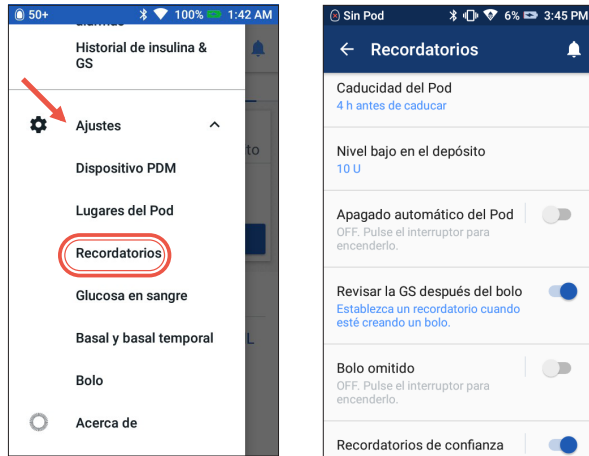 50+ 100% 1:42 AM
alarmas
Historial de insulina &
GS
to
Ajustes
Dispositivo PDM
Lugares del Pod
Recordatorios
Glucosa en sangre
Basal y basal temporal
L
Bolo
Acerca de
Sin Pod 6% 3:45 PM
Recordatorios
Caducidad del Pod
4 h antes de caducar
Nivel bajo en el depósito
10 U
Apagado automático del Pod
OFF. Pulse el interruptor para
encenderlo.
Revisar la GS después del bolo
Establezca un recordatorio cuando
esté creando un bolo.
Bolo omitido
OFF. Pulse el interruptor para
encenderlo.
Recordatorios de confianza